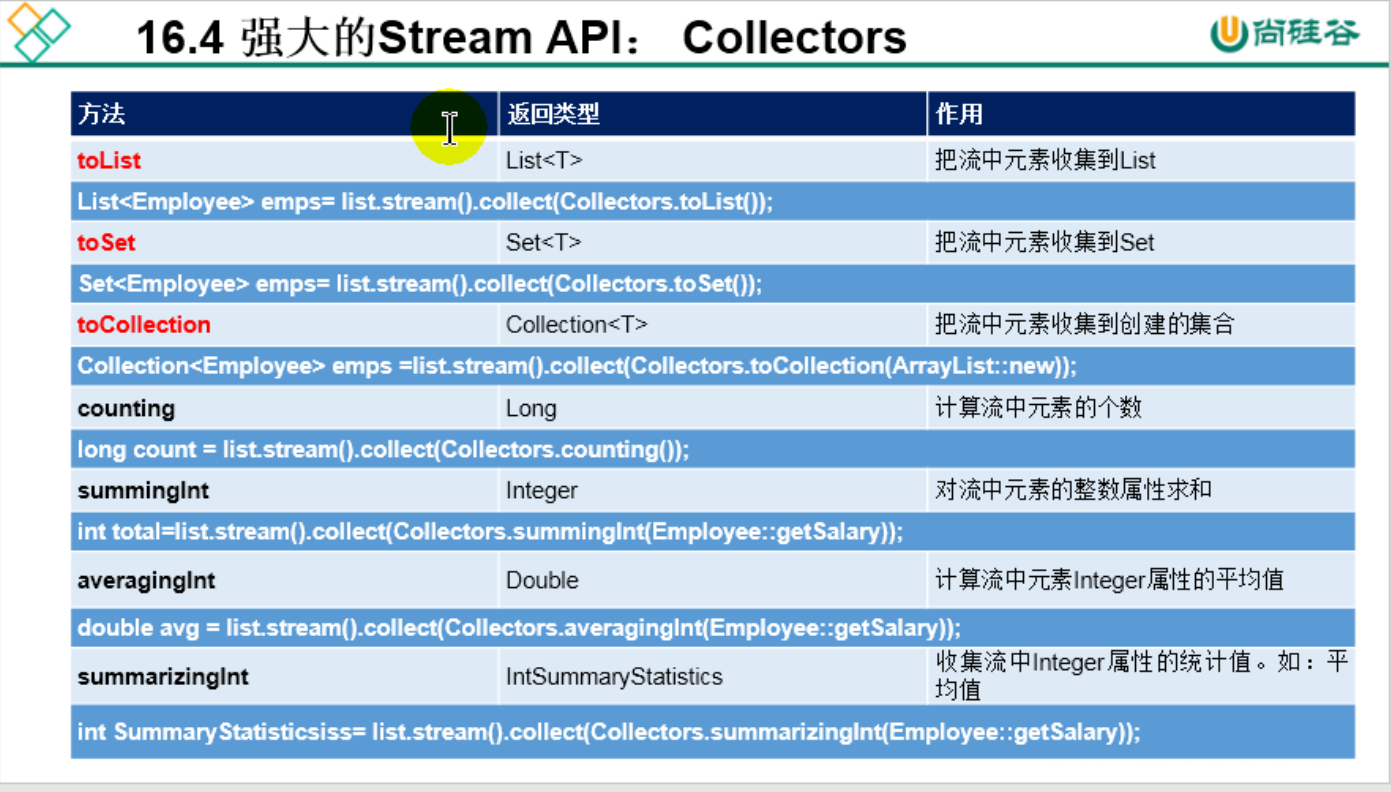 16.4 强大的Stream API： Collectors
尚硅谷
方法 返回类型 作用
toList List<T> 把流中元素收集到List
List<Employee> emps= list.stream().collect(Collectors.toList());
toSet Set<T> 把流中元素收集到Set
Set<Employee> emps= list.stream().collect(Collectors.toSet());
toCollection Collection<T> 把流中元素收集到创建的集合
Collection<Employee> emps =list.stream().collect(Collectors.toCollection(ArrayList::new));
counting Long 计算流中元素的个数
long count = list.stream().collect(Collectors.counting());
summingInt Integer 对流中元素的整数属性求和
int total=list.stream().collect(Collectors.summingInt(Employee::getSalary));
averagingInt Double 计算流中元素Integer属性的平均值
double avg = list.stream().collect(Collectors.averagingInt(Employee::getSalary));
summarizingInt IntSummaryStatistics 收集流中Integer属性的统计值。如：平
均值
int SummaryStatisticsiss= list.stream().collect(Collectors.summarizingInt(Employee::getSalary));